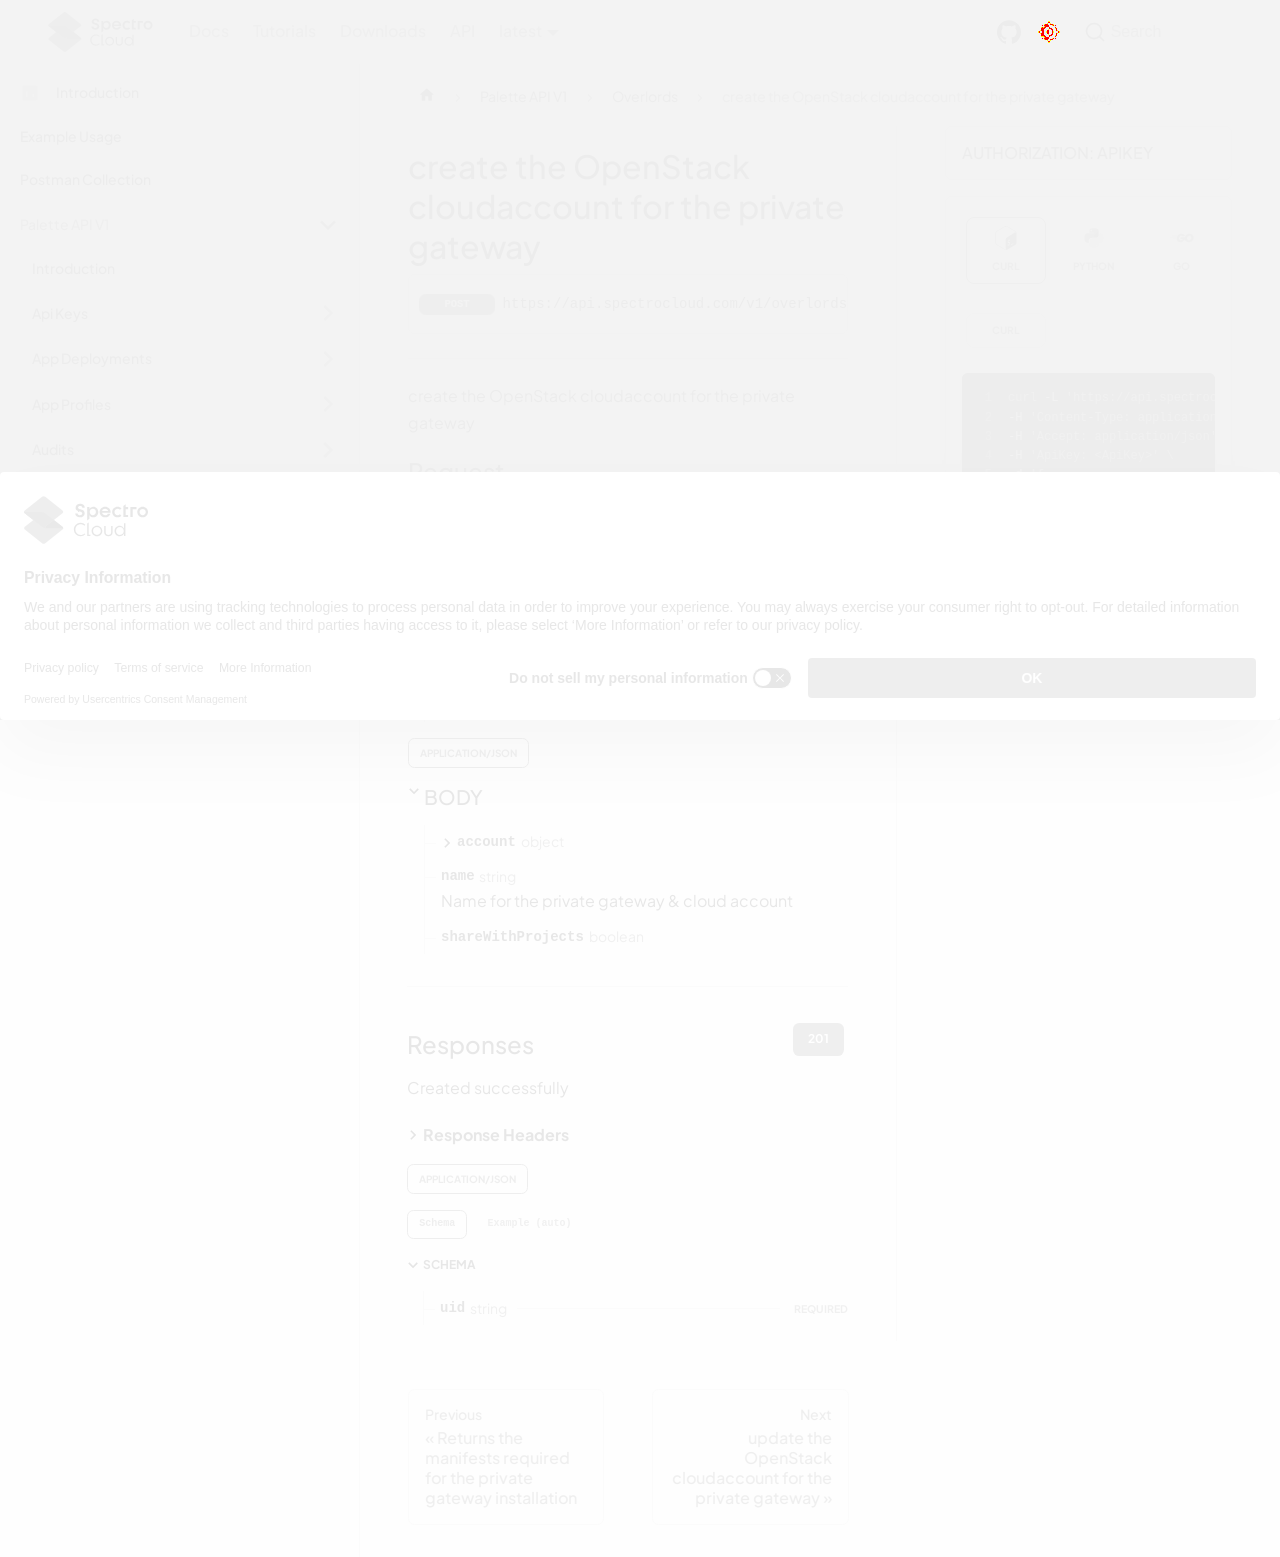 Spectro Cloud
Docs Tutorials Downloads API latest
Search
Introduction
Example Usage
Postman Collection
Palette API V1
Introduction
Api Keys
App Deployments
App Profiles
Audits
Palette API V1
Overlords
create the OpenStack cloudaccount for the private gateway
create the OpenStack
cloudaccount for the private
gateway
POST
https://api.spectrocloud.com/v1/overlords
create the OpenStack cloudaccount for the private
gateway
Request
AUTHORIZATION: APIKEY
CURL
PYTHON
GO
CURL
Spectro
Cloud
Privacy Information
We and our partners are using tracking technologies to process personal data in order to improve your experience. You may always exercise your consumer right to opt-out. For detailed information
about personal information we collect and third parties having access to it, please select ‘More Information’ or refer to our privacy policy.
Privacy policy Terms of service More Information
Powered by Usercentrics Consent Management
Do not sell my personal information
OK
APPLICATION/JSON
BODY
account object
name string
Name for the private gateway & cloud account
shareWithProjects boolean
Responses
201
Created successfully
Response Headers
APPLICATION/JSON
Schema Example (auto)
SCHEMA
uid string REQUIRED
Previous
« Returns the
manifests required
for the private
gateway installation
Next
update the
OpenStack
cloudaccount for the
private gateway »